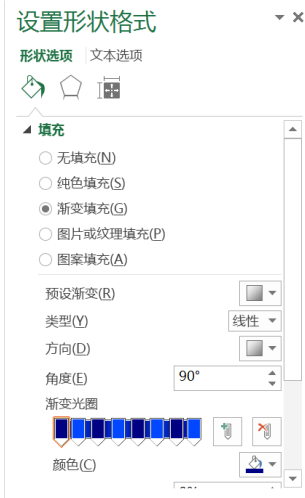 设置形状格式
形状选项 文本选项
填充
无填充(N)
纯色填充(S)
渐变填充(G)
图片或纹理填充(P)
图案填充(A)
预设渐变(R)
类型(Y) 线性
方向(D)
角度(E) 90°
渐变光圈
颜色(C)